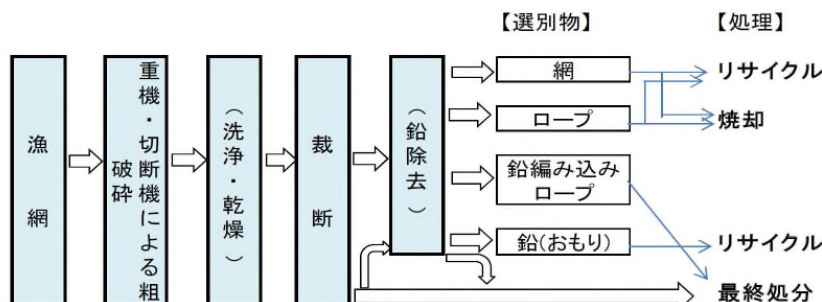 【選別物】
【処理】
漁網
重機・切断機による粗
破砕
(洗浄・乾燥)
裁断
(鉛除去)
網
ロープ
鉛編み込み
ロープ
鉛(おもり)
リサイクル
焼却
リサイクル
最終処分